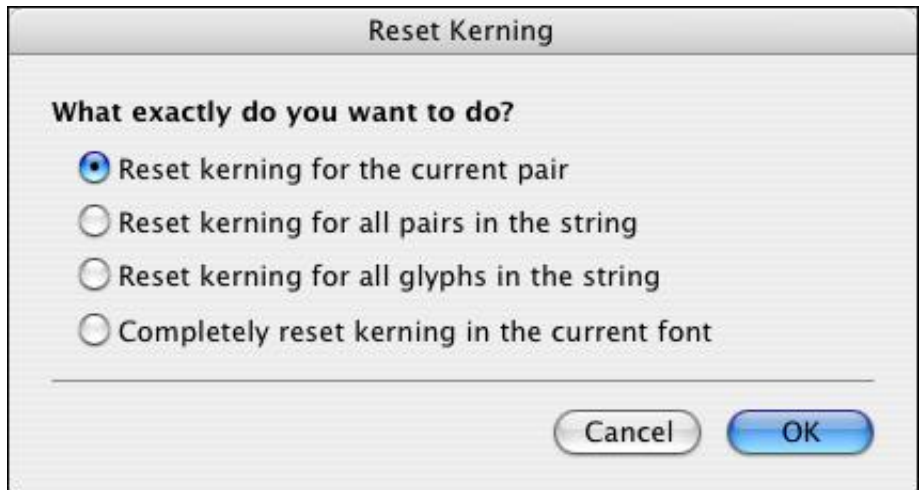 Reset Kerning
What exactly do you want to do?
Reset kerning for the current pair
Reset kerning for all pairs in the string
Reset kerning for all glyphs in the string
Completely reset kerning in the current font
Cancel OK